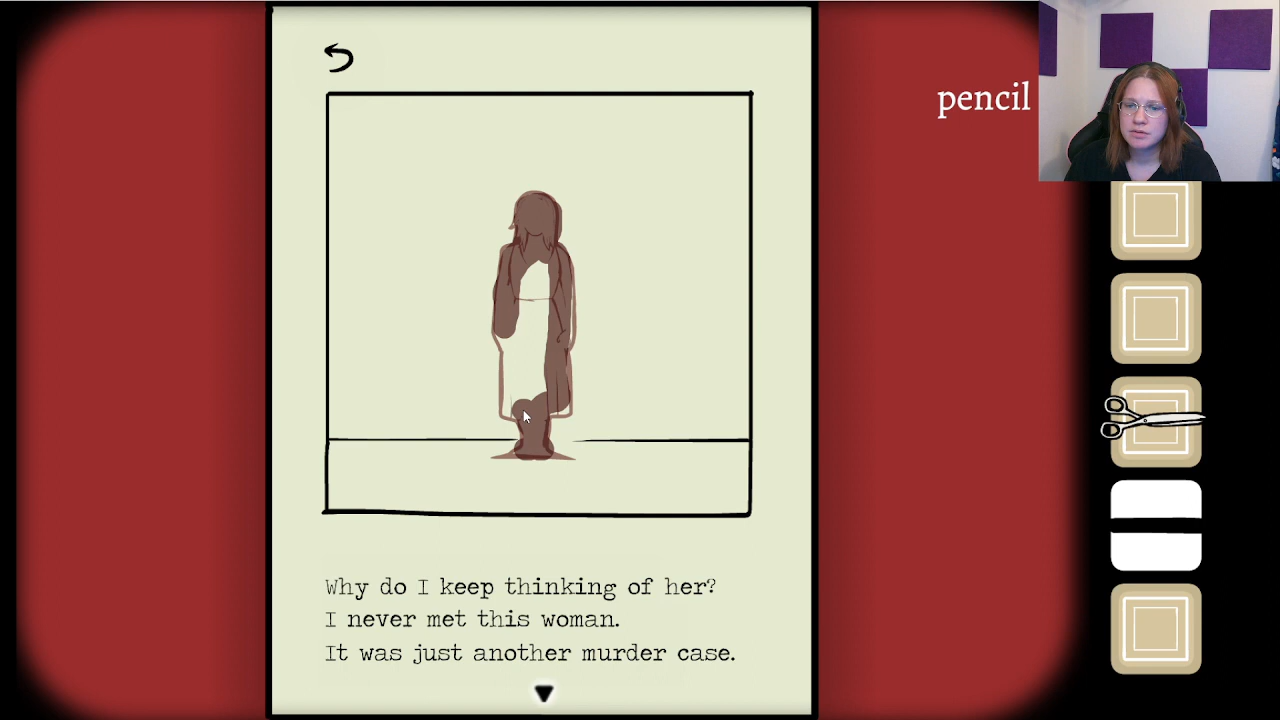 pencil
Why do I keep thinking of her?
I never met this woman.
It was just another murder case.